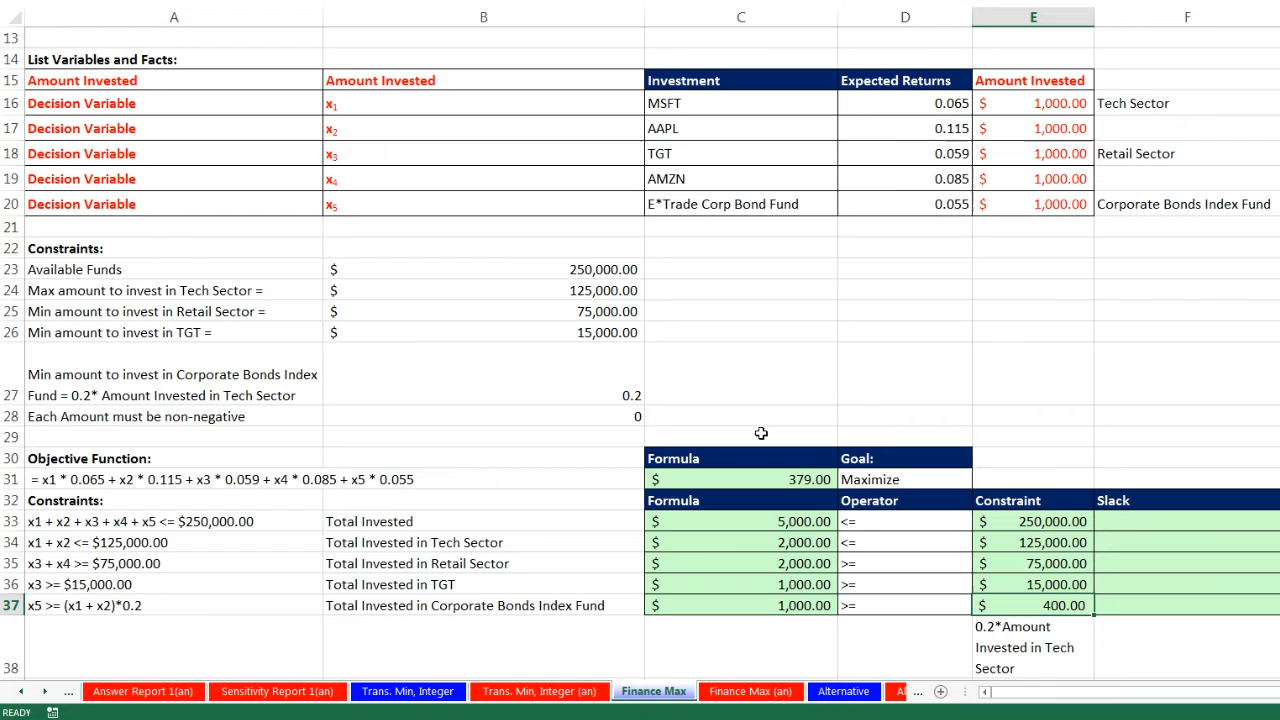 A B C D E F
13
14 List Variables and Facts:
15 Amount Invested Amount Invested Investment Expected Returns Amount Invested
16 Decision Variable x1 MSFT 0.065 $ 1,000.00 Tech Sector
17 Decision Variable x2 AAPL 0.115 $ 1,000.00
18 Decision Variable x3 TGT 0.059 $ 1,000.00 Retail Sector
19 Decision Variable x4 AMZN 0.085 $ 1,000.00
20 Decision Variable x5 E*Trade Corp Bond Fund 0.055 $ 1,000.00 Corporate Bonds Index Fund
21
22 Constraints:
23 Available Funds $ 250,000.00
24 Max amount to invest in Tech Sector = $ 125,000.00
25 Min amount to invest in Retail Sector = $ 75,000.00
26 Min amount to invest in TGT = $ 15,000.00
Min amount to invest in Corporate Bonds Index
27 Fund = 0.2* Amount Invested in Tech Sector 0.2
28 Each Amount must be non-negative 0
29
30 Objective Function: Formula Goal:
31 = x1 * 0.065 + x2 * 0.115 + x3 * 0.059 + x4 * 0.085 + x5 * 0.055 $ 379.00 Maximize
32 Constraints: Formula Operator Constraint Slack
33 x1 + x2 + x3 + x4 + x5 <= $250,000.00 Total Invested $ 5,000.00 <= $ 250,000.00
34 x1 + x2 <= $125,000.00 Total Invested in Tech Sector $ 2,000.00 <= $ 125,000.00
35 x3 + x4 >= $75,000.00 Total Invested in Retail Sector $ 2,000.00 >= $ 75,000.00
36 x3 >= $15,000.00 Total Invested in TGT $ 1,000.00 >= $ 15,000.00
37 x5 >= (x1 + x2)*0.2 Total Invested in Corporate Bonds Index Fund $ 1,000.00 >= $ 400.00
0.2*Amount
Invested in Tech
38 Sector
... Answer Report 1(an) Sensitivity Report 1(an) Trans. Min, Integer Trans. Min, Integer (an) Finance Max Finance Max (an) Alternative Al ...
READY